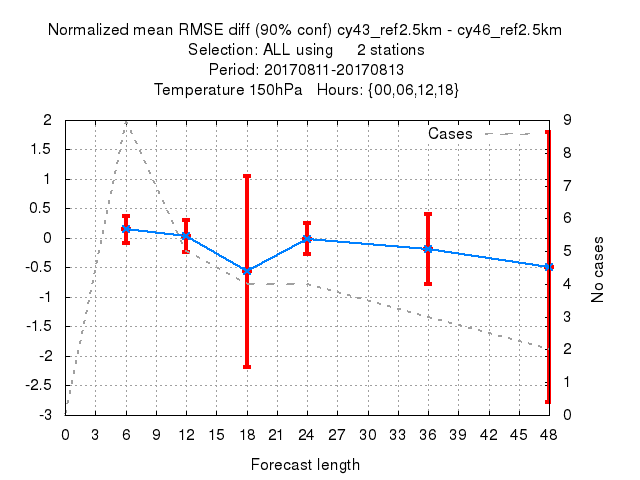 Normalized mean RMSE diff (90% conf) cy43_ref2.5km - cy46_ref2.5km
Selection: ALL using     2 stations
Period: 20170811-20170813
Temperature 150hPa   Hours: {00,06,12,18}
Cases
2
1.5
1
0.5
0
-0.5
-1
-1.5
-2
-2.5
-3
9
8
7
6
5
4
3
2
1
0
No cases
0 3 6 9 12 15 18 21 24 27 30 33 36 39 42 45 48
Forecast length